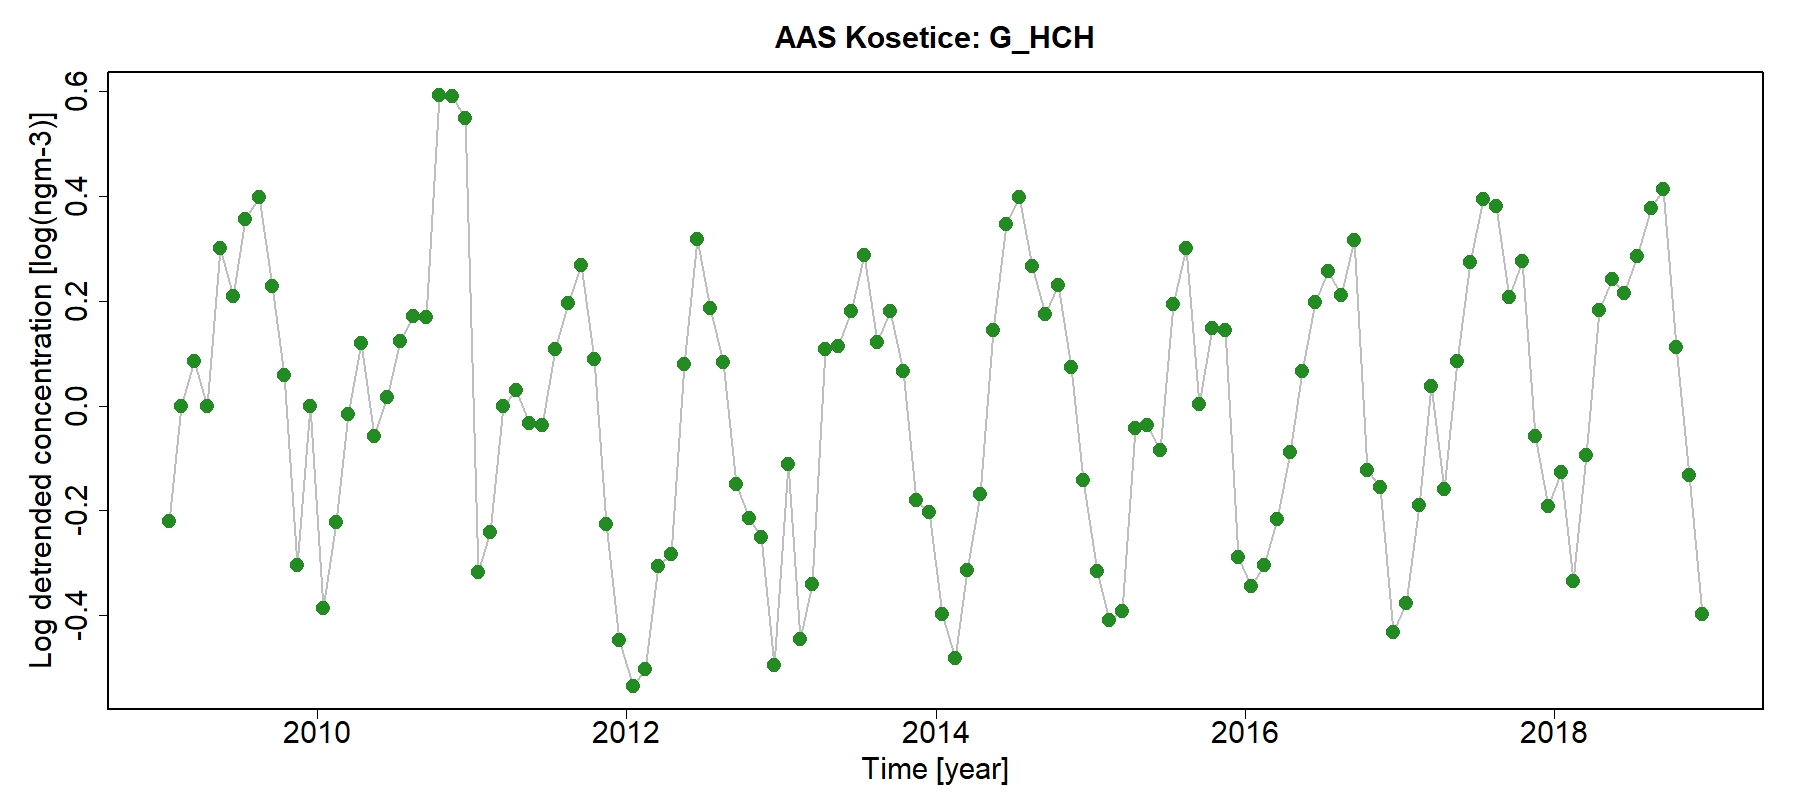 AAS Kosetice: G_HCH
Log detrended concentration [log(ngm-3)]
0.6
0.4
0.2
0.0
-0.2
-0.4
2010 2012 2014 2016 2018
Time [year]